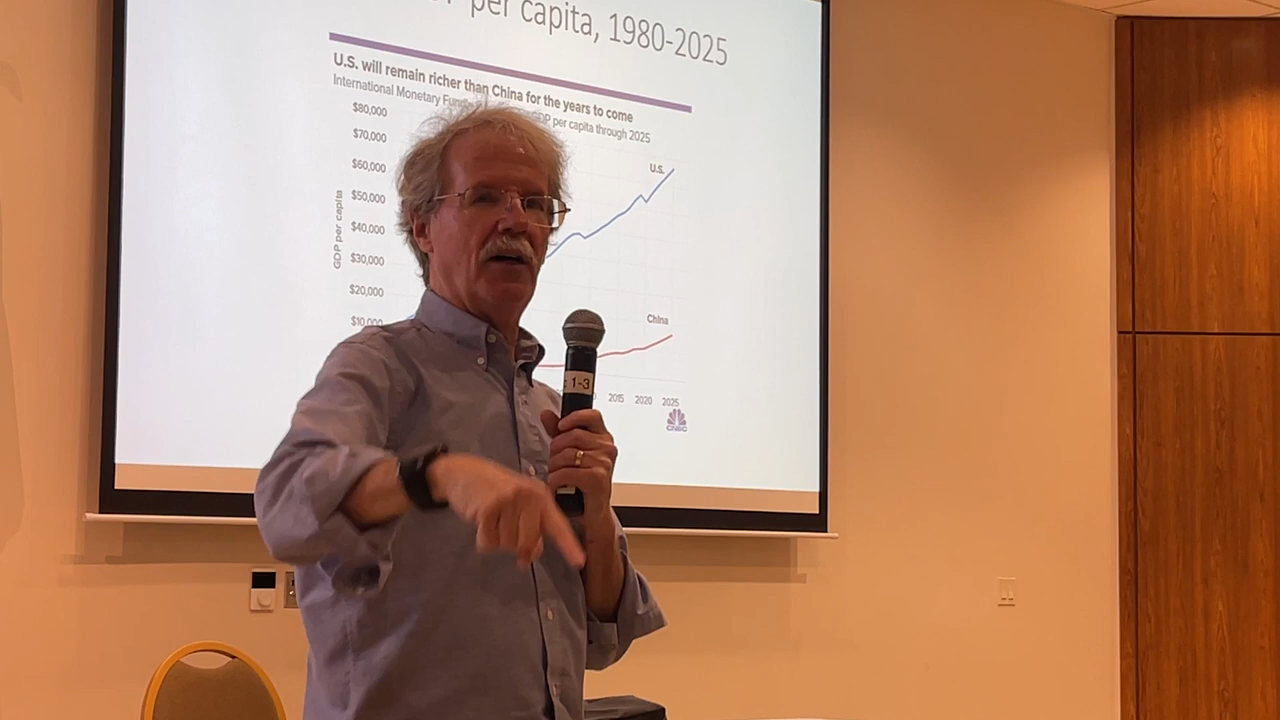 per capita, 1980-2025
U.S. will remain richer than China for the years to come
International Monetary Fund GDP per capita through 2025
$80,000
$70,000
$60,000
$50,000
$40,000
$30,000
$20,000
$10,000
GDP per capita
U.S.
China
2015 2020 2025
CNBC
1-3